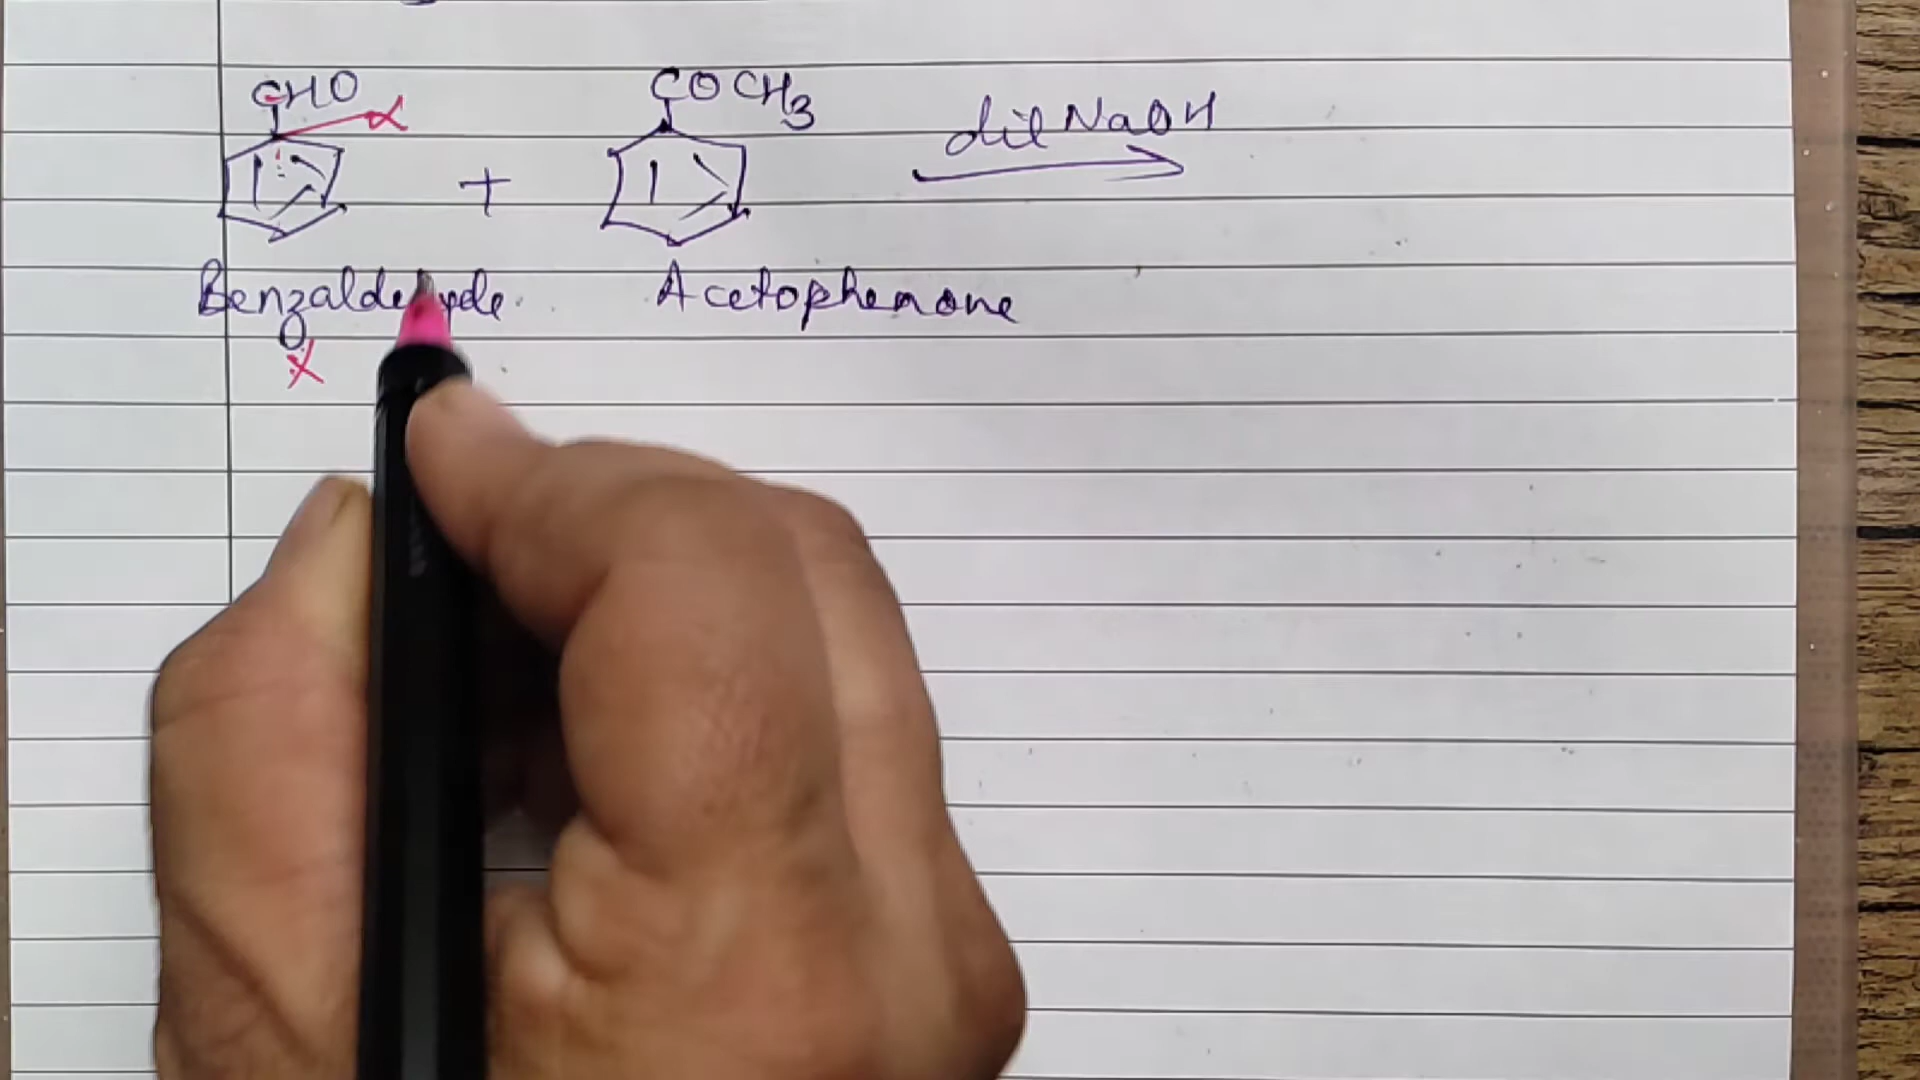 CHO α COCH3 dil NaOH
+
Benzaldehyde Acetophenone
x